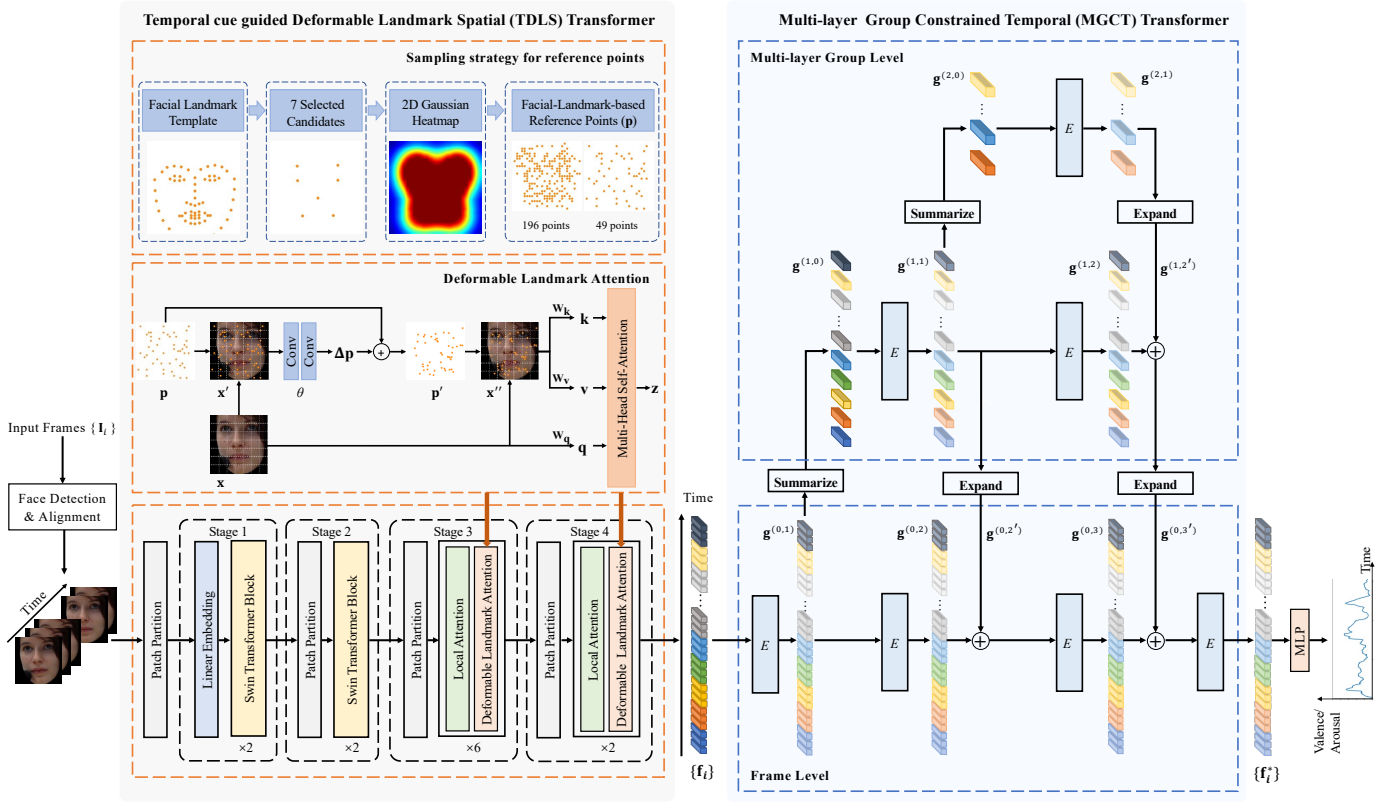 Temporal cue guided Deformable Landmark Spatial (TDLS) Transformer
Sampling strategy for reference points
Facial Landmark
Template
7 Selected
Candidates
2D Gaussian
Heatmap
Facial-Landmark-based
Reference Points (p)
196 points
49 points
Deformable Landmark Attention
p
x′
Conv
Conv
θ
Δp
+
p′
x′′
x
W_k
k
W_v
v
W_q
q
Multi-Head Self-Attention
z
Input Frames { I_i }
Face Detection
& Alignment
Time
Patch Partition
Stage 1
Linear Embedding
Swin Transformer Block
×2
Stage 2
Patch Partition
Swin Transformer Block
×2
Stage 3
Patch Partition
Local Attention
Deformable Landmark Attention
×6
Stage 4
Patch Partition
Local Attention
Deformable Landmark Attention
×2
Time
{f_i}
Multi-layer Group Constrained Temporal (MGCT) Transformer
Multi-layer Group Level
g^(2,0)
E
g^(2,1)
Summarize
Expand
g^(1,0)
E
g^(1,1)
E
g^(1,2)
g^(1,2′)
+
Summarize
Expand
Expand
g^(0,1)
g^(0,2)
g^(0,2′)
g^(0,3)
g^(0,3′)
E
E
+
E
+
E
Frame Level
{f_i^*}
MLP
Time
Valence/
Arousal